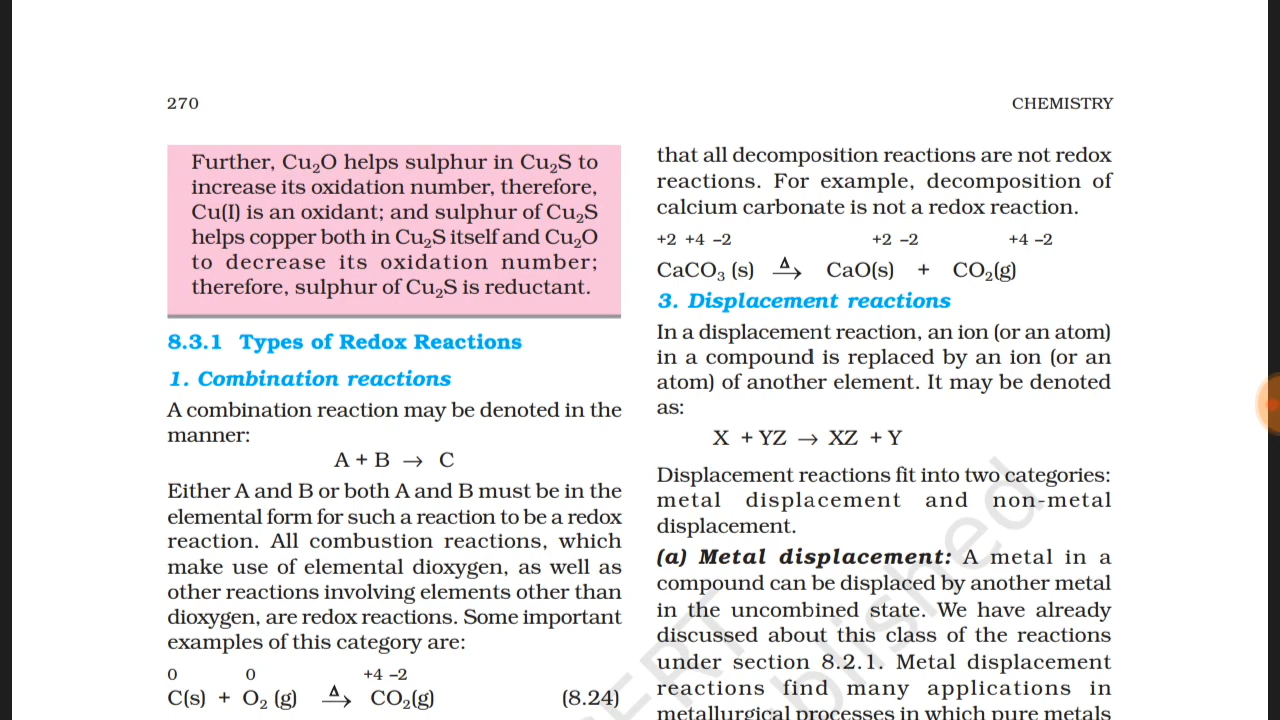 270
CHEMISTRY
Further, Cu₂O helps sulphur in Cu₂S to
increase its oxidation number, therefore,
Cu(I) is an oxidant; and sulphur of Cu₂S
helps copper both in Cu₂S itself and Cu₂O
to decrease its oxidation number;
therefore, sulphur of Cu₂S is reductant.
8.3.1 Types of Redox Reactions
1. Combination reactions
A combination reaction may be denoted in the
manner:
A + B → C
Either A and B or both A and B must be in the
elemental form for such a reaction to be a redox
reaction. All combustion reactions, which
make use of elemental dioxygen, as well as
other reactions involving elements other than
dioxygen, are redox reactions. Some important
examples of this category are:
0 0 +4 –2
C(s) + O₂ (g) Δ→ CO₂(g) (8.24)
that all decomposition reactions are not redox
reactions. For example, decomposition of
calcium carbonate is not a redox reaction.
+2 +4 –2 +2 –2 +4 –2
CaCO₃ (s) Δ→ CaO(s) + CO₂(g)
3. Displacement reactions
In a displacement reaction, an ion (or an atom)
in a compound is replaced by an ion (or an
atom) of another element. It may be denoted
as:
X + YZ → XZ + Y
Displacement reactions fit into two categories:
metal displacement and non-metal
displacement.
(a) Metal displacement: A metal in a
compound can be displaced by another metal
in the uncombined state. We have already
discussed about this class of the reactions
under section 8.2.1. Metal displacement
reactions find many applications in
metallurgical processes in which pure metals